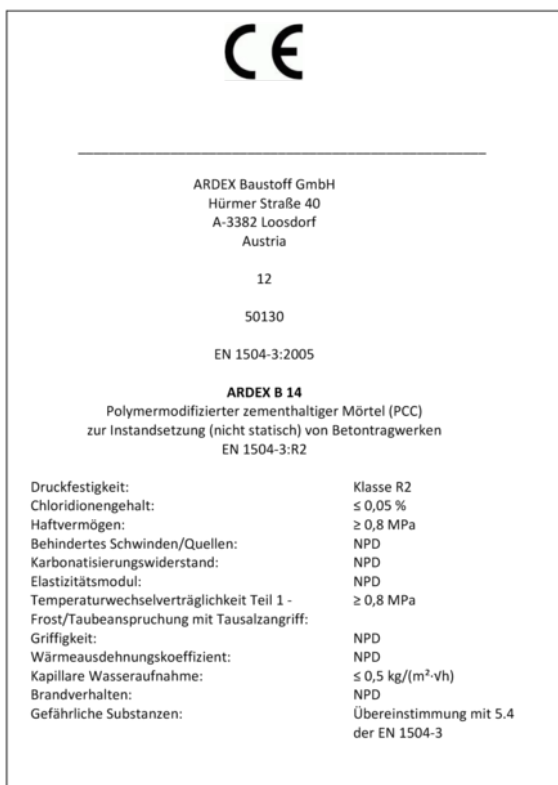 CE
ARDEX Baustoff GmbH
Hürmer Straße 40
A-3382 Loosdorf
Austria
12
50130
EN 1504-3:2005
ARDEX B 14
Polymermodifizierter zementhaltiger Mörtel (PCC)
zur Instandsetzung (nicht statisch) von Betontragwerken
EN 1504-3:R2
Druckfestigkeit: Klasse R2
Chloridionengehalt: ≤ 0,05 %
Haftvermögen: ≥ 0,8 MPa
Behindertes Schwinden/Quellen: NPD
Karbonatisierungswiderstand: NPD
Elastizitätsmodul: NPD
Temperaturwechselverträglichkeit Teil 1 - ≥ 0,8 MPa
Frost/Taubeanspruchung mit Tausalzangriff:
Griffigkeit: NPD
Wärmeausdehnungskoeffizient: NPD
Kapillare Wasseraufnahme: ≤ 0,5 kg/(m²·√h)
Brandverhalten: NPD
Gefährliche Substanzen: Übereinstimmung mit 5.4
der EN 1504-3